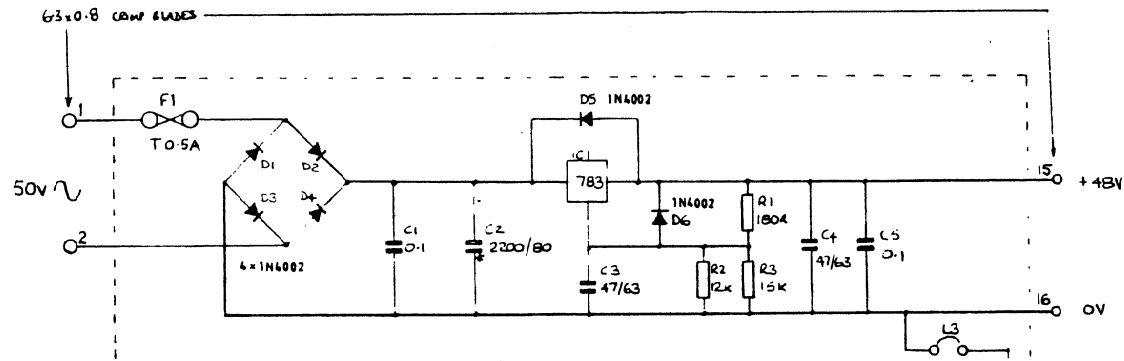 63x0.8 CONP BLADES
1
F1
T0.5A
50V
2
D1
D2
D3
D4
4x1N4002
C1
0.1
C2
2200/80
D5 1N4002
IC1
783
1N4002
D6
R1
180R
C3
47/63
R2
12K
R3
15K
C4
47/63
C5
0.1
15
+48V
16
0V
L3